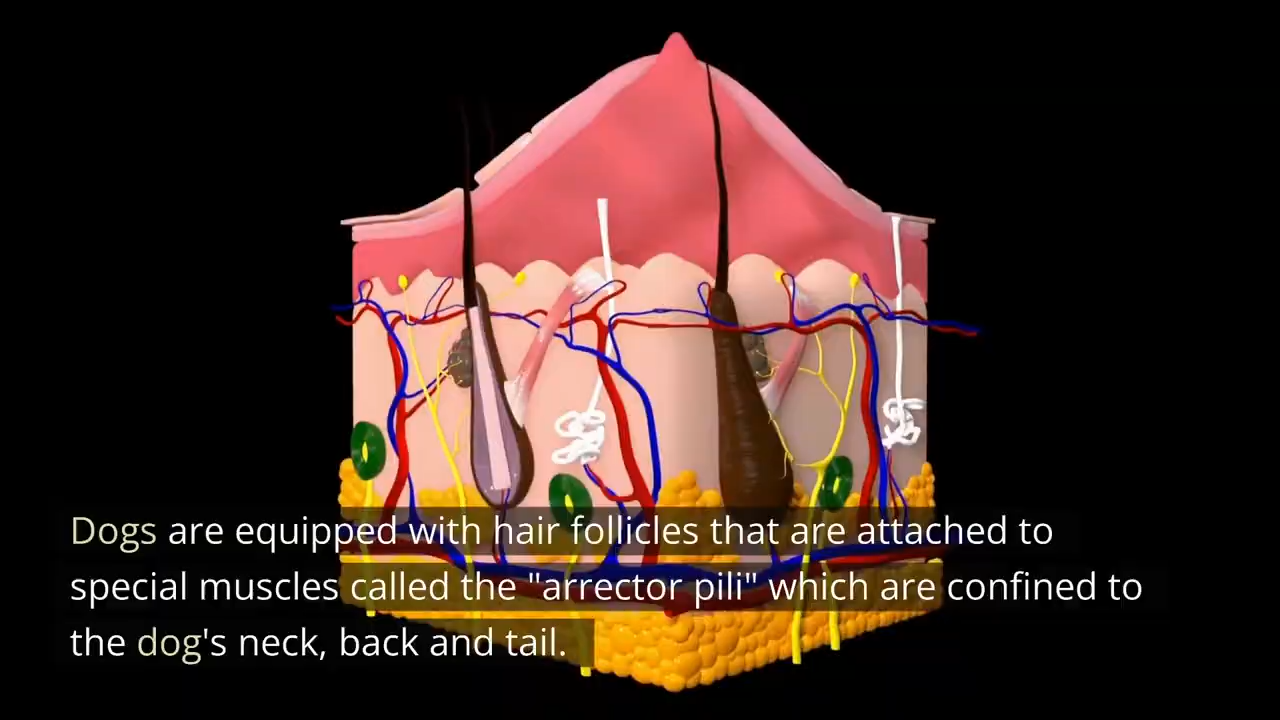 Dogs are equipped with hair follicles that are attached to
special muscles called the "arrector pili" which are confined to
the dog's neck, back and tail.